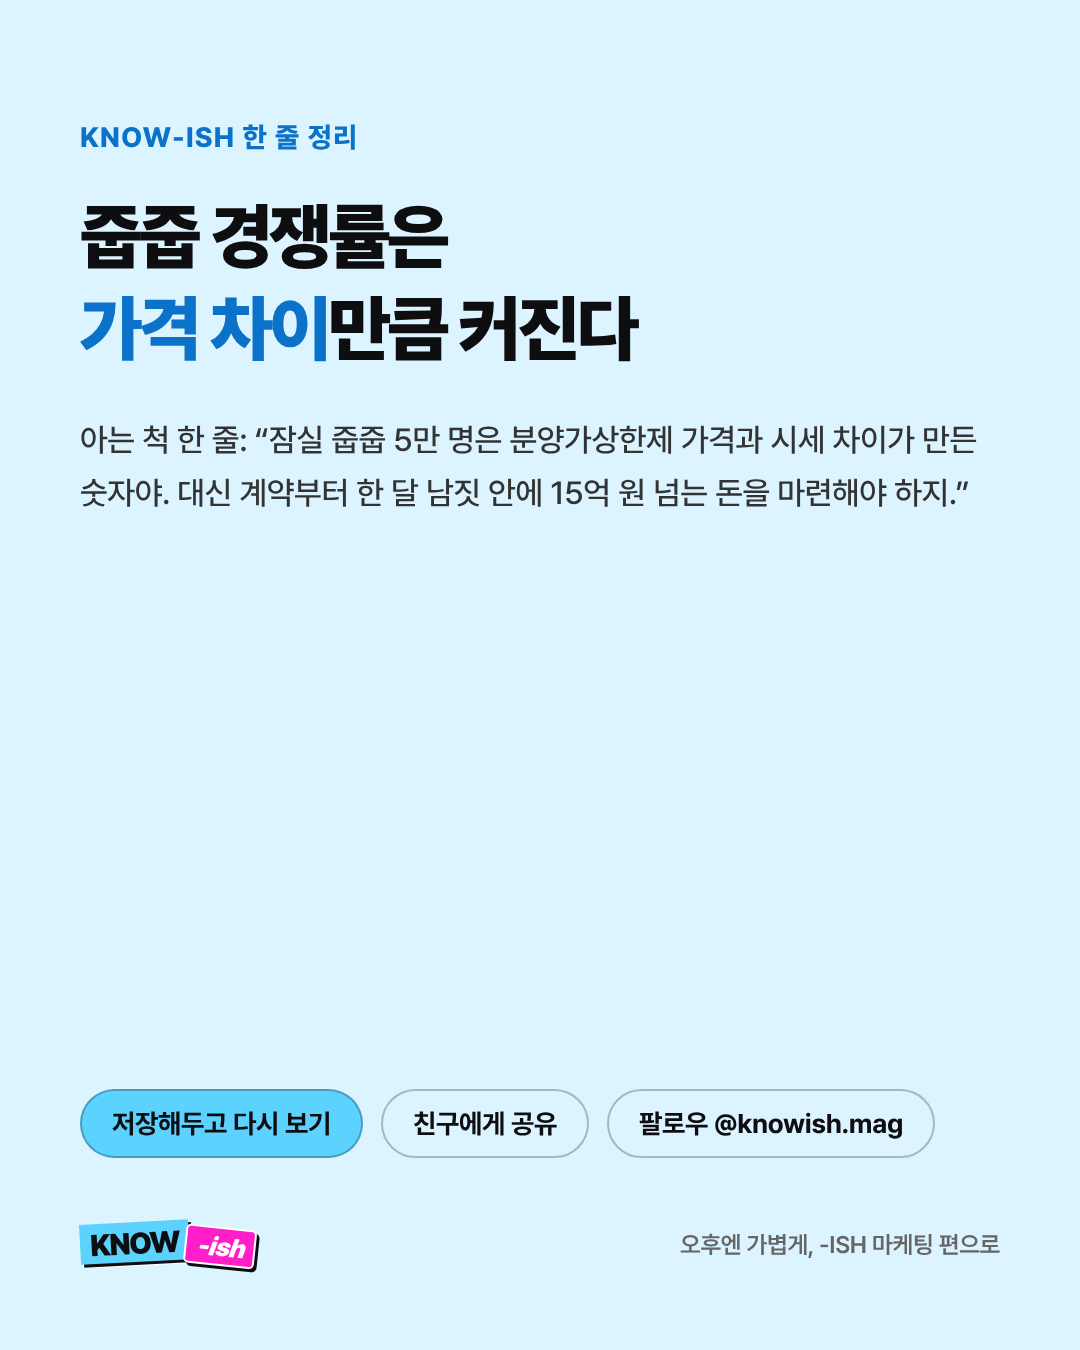 KNOW-ISH 한 줄 정리
줍줍 경쟁률은
가격 차이만큼 커진다
아는 척 한 줄: “잠실 줍줍 5만 명은 분양가상한제 가격과 시세 차이가 만든
숫자야. 대신 계약부터 한 달 남짓 안에 15억 원 넘는 돈을 마련해야 하지.”
저장해두고 다시 보기 친구에게 공유 팔로우 @knowish.mag
KNOW -ish 오후엔 가볍게, -ISH 마케팅 편으로